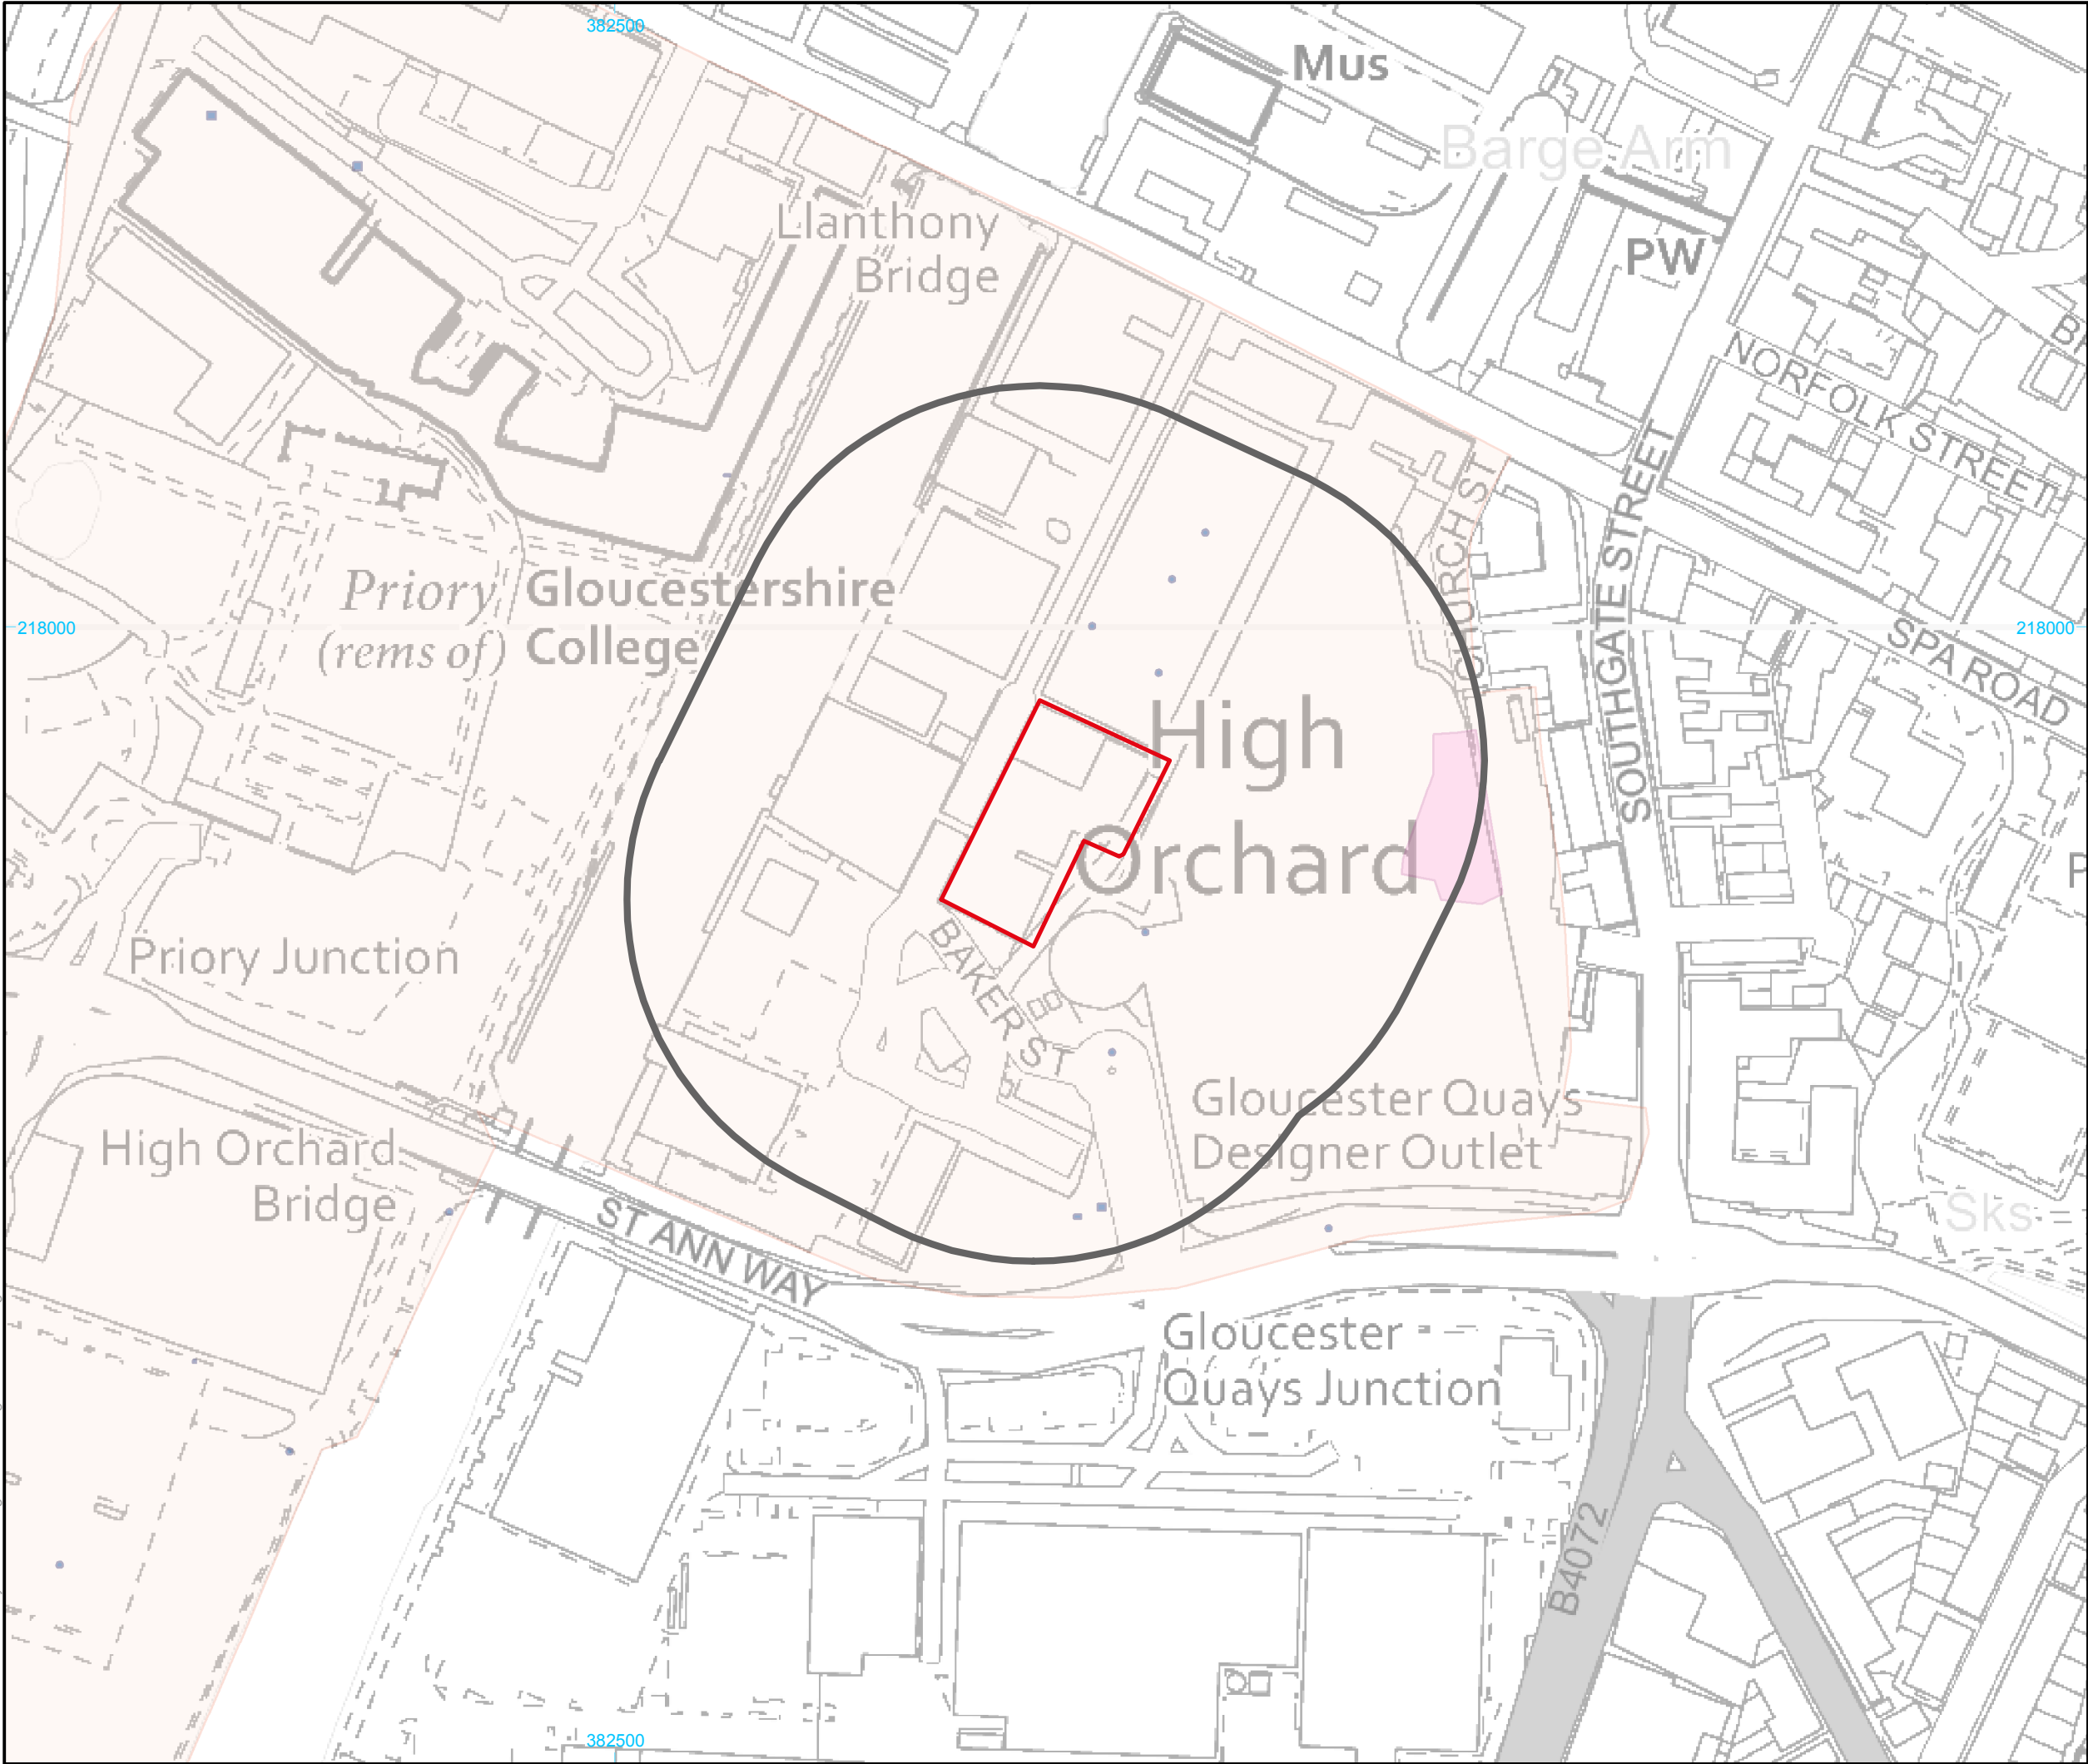 382500
Mus
Barge Arm
Llanthony
Bridge
PW
NORFOLK STREET
CHURCH ST
SOUTHGATE STREET
Priory
(rems of)
Gloucestershire
College
218000
218000
SPA ROAD
High
Orchard
BAKER ST
Priory Junction
High Orchard
Bridge
Gloucester Quays
Designer Outlet
ST ANN WAY
Sks
Gloucester
Quays Junction
B4072
382500